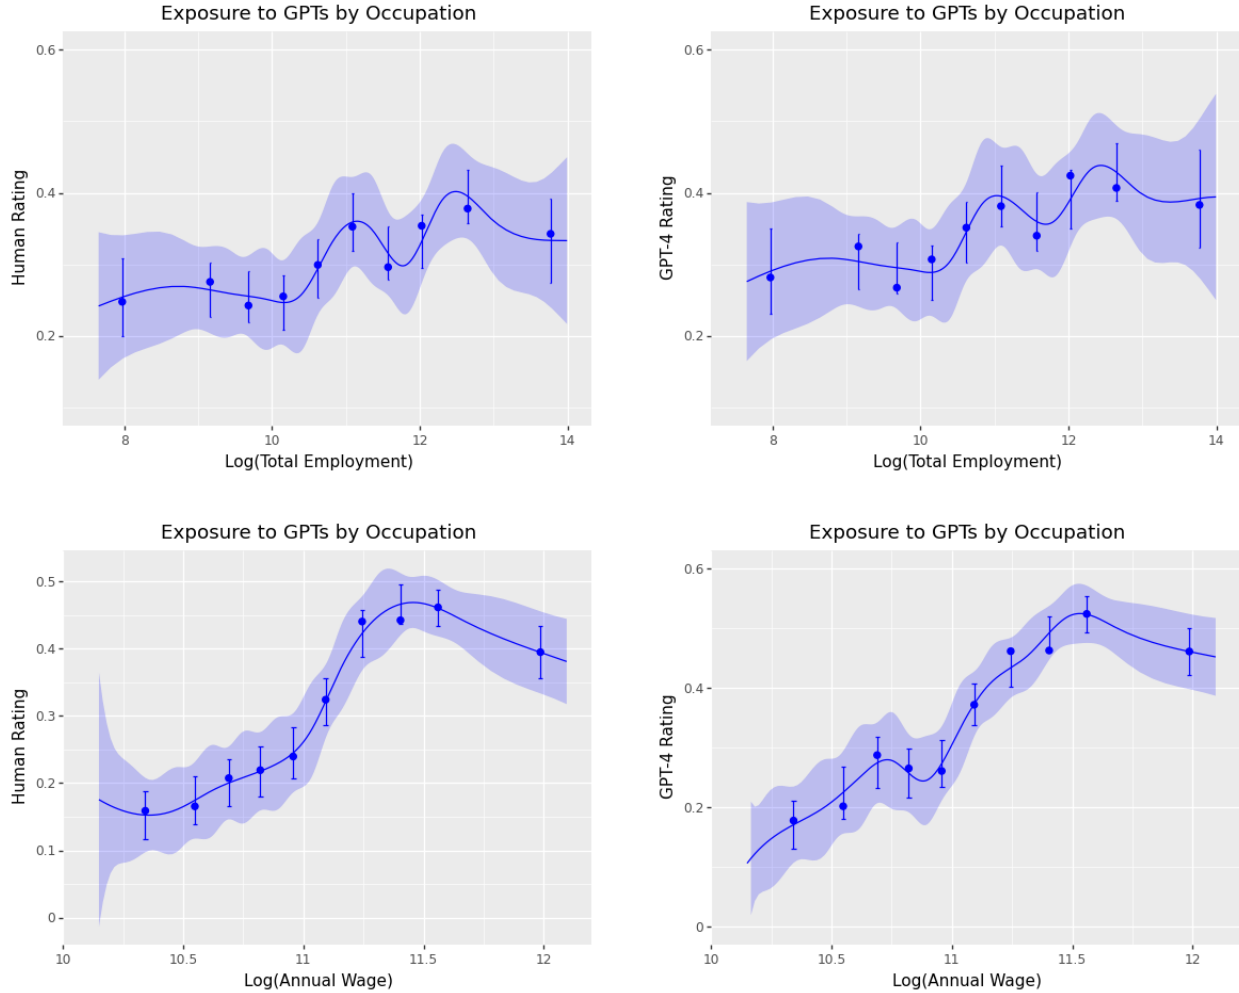 Exposure to GPTs by Occupation
0.6
0.4
0.2
Human Rating
8
10
12
14
Log(Total Employment)
Exposure to GPTs by Occupation
0.6
0.4
0.2
GPT-4 Rating
8
10
12
14
Log(Total Employment)
Exposure to GPTs by Occupation
0.5
0.4
0.3
0.2
0.1
0
Human Rating
10
10.5
11
11.5
12
Log(Annual Wage)
Exposure to GPTs by Occupation
0.6
0.4
0.2
0
GPT-4 Rating
10
10.5
11
11.5
12
Log(Annual Wage)